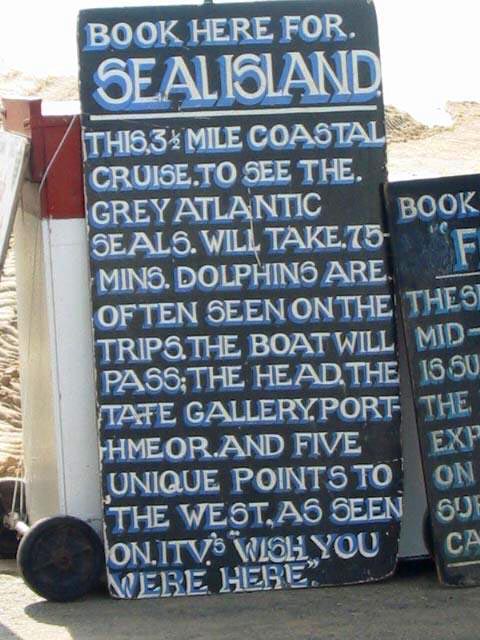 BOOK HERE FOR.
SEAL ISLAND
THIS, 3½ MILE COASTAL
CRUISE. TO SEE THE.
GREY ATLANTIC
SEALS. WILL TAKE. 75-
MINS. DOLPHINS ARE.
OFTEN SEEN ON THE
TRIPS. THE BOAT WILL
PASS; THE HEAD, THE
TATE GALLERY, PORT-
HMEOR. AND FIVE
UNIQUE POINTS TO
THE WEST, AS SEEN
ON. ITV'S "WISH YOU
WERE HERE"
BOOK
"F
THES
MID-
IS SU
THE
EXP
ON
SUR
CA